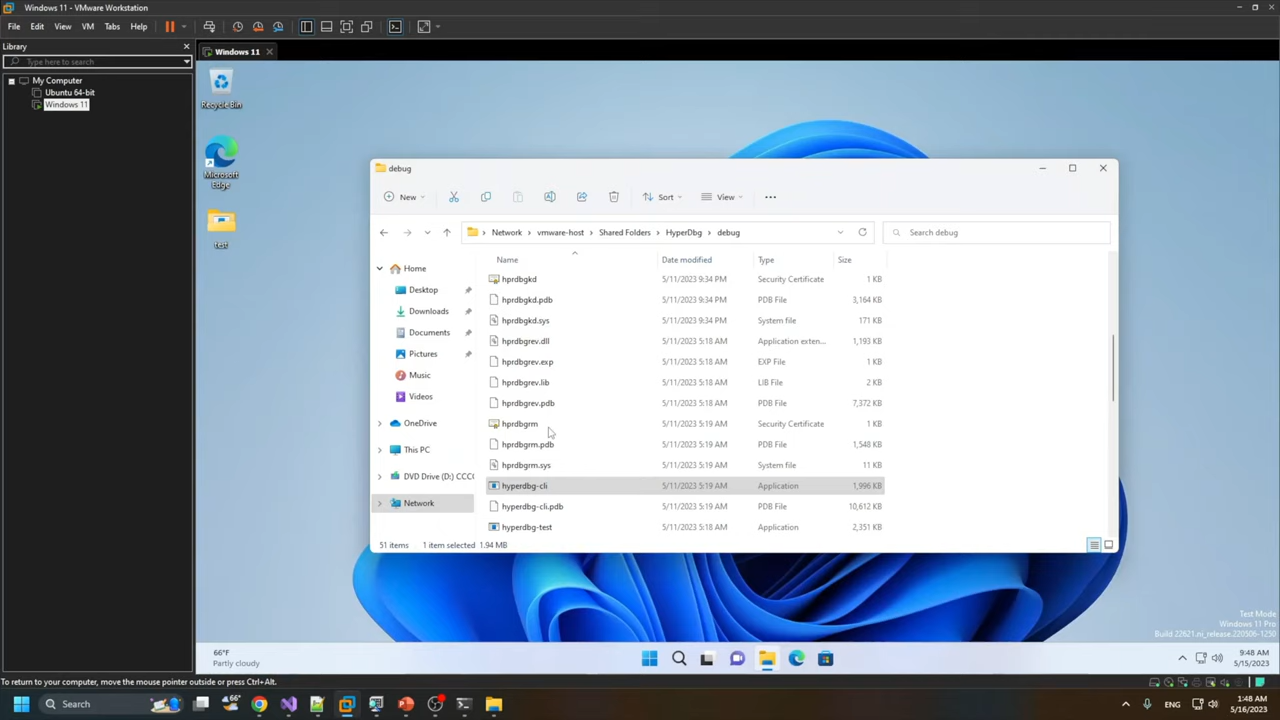 Windows 11 - VMware Workstation
File Edit View VM Tabs Help
Library
Type here to search
My Computer
Ubuntu 64-bit
Windows 11
Windows 11
Recycle Bin
Microsoft
Edge
test
debug
New Sort View
Network vmware-host Shared Folders HyperDbg debug Search debug
Home
Desktop
Downloads
Documents
Pictures
Music
Videos
OneDrive
This PC
DVD Drive (D:) CCC(
Network
Name Date modified Type Size
hprdbgkd 5/11/2023 9:34 PM Security Certificate 1 KB
hprdbgkd.pdb 5/11/2023 9:34 PM PDB File 3,164 KB
hprdbgkd.sys 5/11/2023 9:34 PM System file 171 KB
hprdbgrev.dll 5/11/2023 5:18 AM Application exten... 1,193 KB
hprdbgrev.exp 5/11/2023 5:18 AM EXP File 1 KB
hprdbgrev.lib 5/11/2023 5:18 AM LIB File 2 KB
hprdbgrev.pdb 5/11/2023 5:18 AM PDB File 7,372 KB
hprdbgrm 5/11/2023 5:19 AM Security Certificate 1 KB
hprdbgrm.pdb 5/11/2023 5:19 AM PDB File 1,548 KB
hprdbgrm.sys 5/11/2023 5:19 AM System file 11 KB
hyperdbg-cli 5/11/2023 5:19 AM Application 1,996 KB
hyperdbg-cli.pdb 5/11/2023 5:19 AM PDB File 10,612 KB
hyperdbg-test 5/11/2023 5:18 AM Application 2,351 KB
51 items 1 item selected 1.94 MB
Test Mode
Windows 11 Pro
Build 22621.ni_release.220506-1250
66°F
Partly cloudy
9:48 AM
5/15/2023
To return to your computer, move the mouse pointer outside or press Ctrl+Alt.
Search
66°
ENG
1:48 AM
5/16/2023